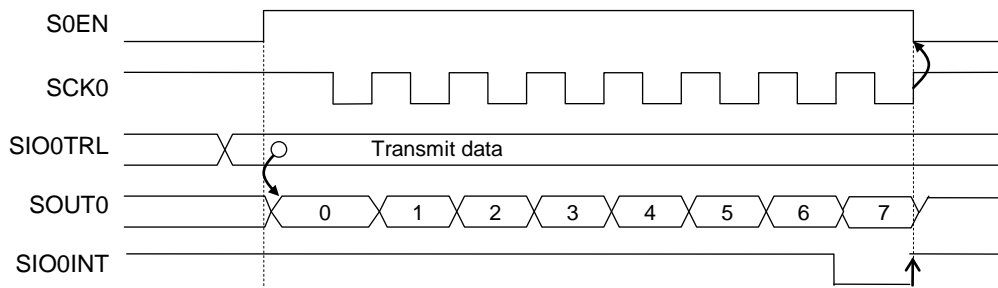 S0EN
SCK0
SIO0TRL
Transmit data
SOUT0
0 1 2 3 4 5 6 7
SIO0INT